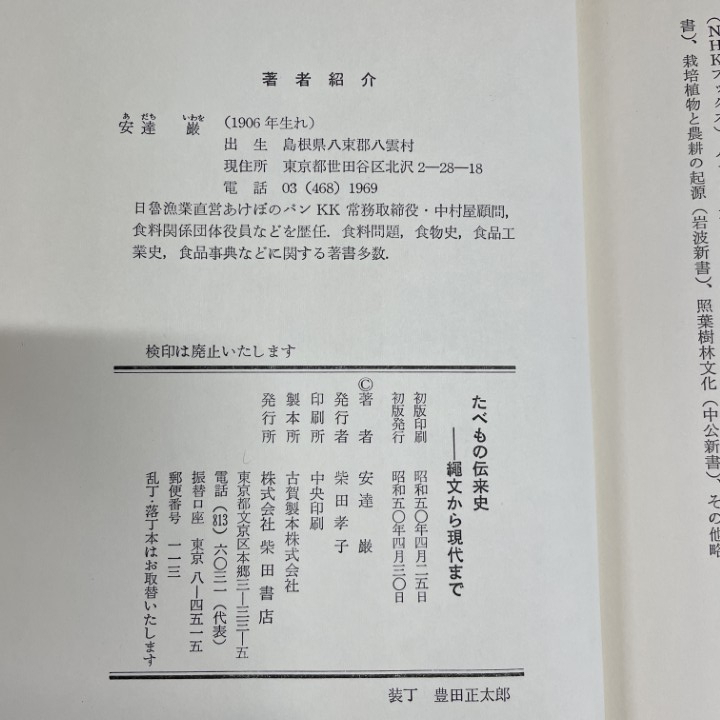 書)、栽培植物と農耕の起源(岩波新書)、照葉樹林文化(中公新書)、その他略
著者紹介
安達 巌 (1906年生れ)
あ だち いわを
出 生 島根県八束郡八雲村
現住所 東京都世田谷区北沢2—28—18
電 話 03 (468) 1969
日魯漁業直営あけぼのパンKK 常務取締役・中村屋顧問,
食料関係団体役員などを歴任. 食料問題, 食物史, 食品工
業史, 食品事典などに関する著書多数.
検印は廃止いたします
たべもの伝来史
——縄文から現代まで
初版印刷 昭和五〇年四月二五日
初版発行 昭和五〇年四月三〇日
©著 者 安達 巌
発行者 柴田孝子
印刷所 中央印刷
製本所 古賀製本株式会社
発行所 株式会社 柴田書店
東京都文京区本郷三—三三—五
電話 (813) 六〇三一 (代表)
振替口座 東京 八—四五一五
郵便番号 一一三
乱丁・落丁本はお取替いたします
装丁 豊田正太郎